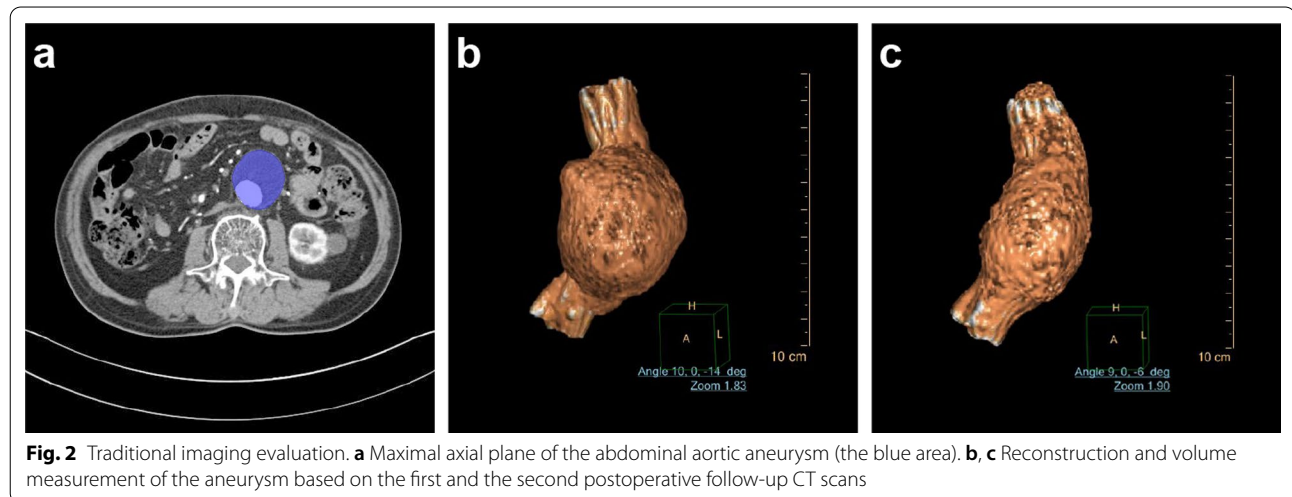 a
b
c
H
A
L
10 cm
Angle 10, 0, -14 deg
Zoom 1.83
H
A
L
10 cm
Angle 9, 0, -6 deg
Zoom 1.90
Fig. 2 Traditional imaging evaluation. a Maximal axial plane of the abdominal aortic aneurysm (the blue area). b, c Reconstruction and volume
measurement of the aneurysm based on the first and the second postoperative follow-up CT scans